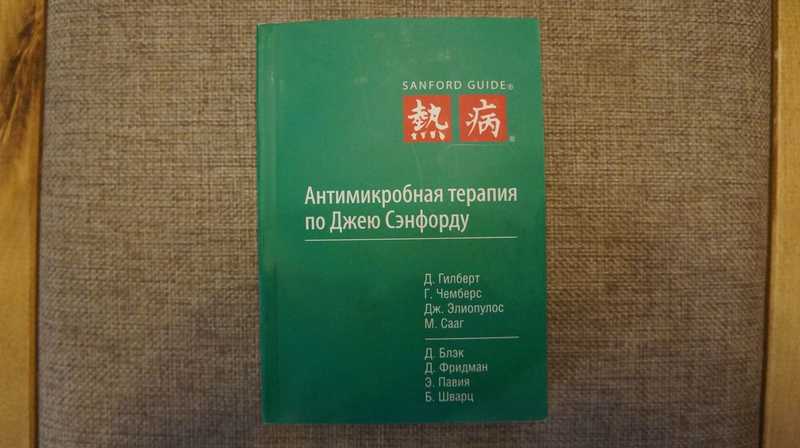 SANFORD GUIDE®
熱病®
Антимикробная терапия
по Джею Сэнфорду
Д. Гилберт
Г. Чемберс
Дж. Элиопулос
М. Сааг
Д. Блэк
Д. Фридман
Э. Павия
Б. Шварц